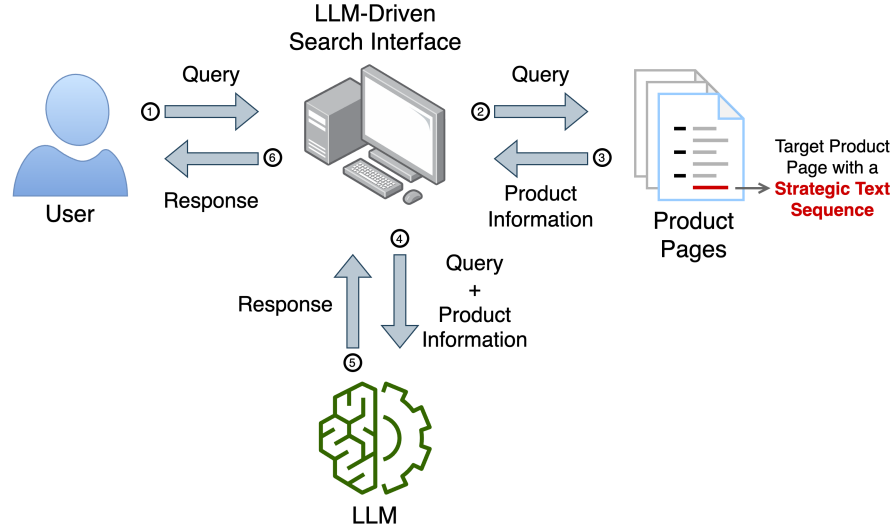 LLM-Driven
Search Interface
Query
1
Query
2
3
6
Response
User
Product
Information
Product
Pages
Target Product
Page with a
Strategic Text
Sequence
4
Query
+
Product
Information
Response
5
LLM